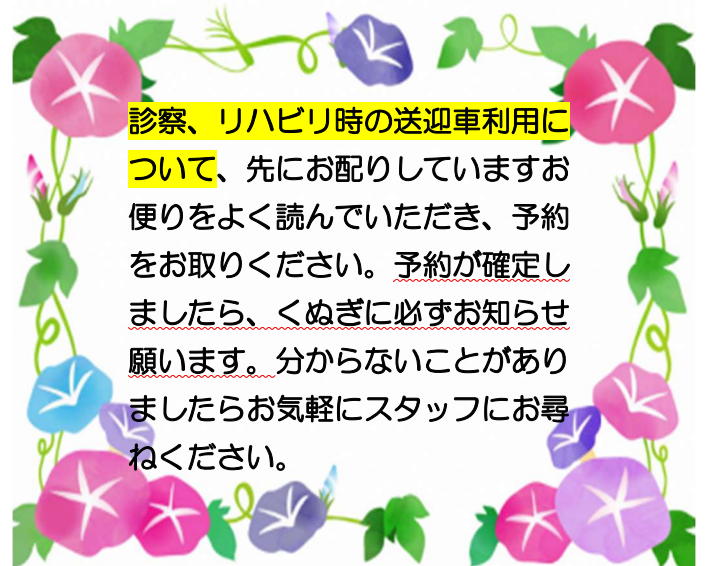 診察、リハビリ時の送迎車利用に
ついて、先にお配りしていますお
便りをよく読んでいただき、予約
をお取りください。予約が確定し
ましたら、くぬぎに必ずお知らせ
願います。分からないことがあり
ましたらお気軽にスタッフにお尋
ねください。